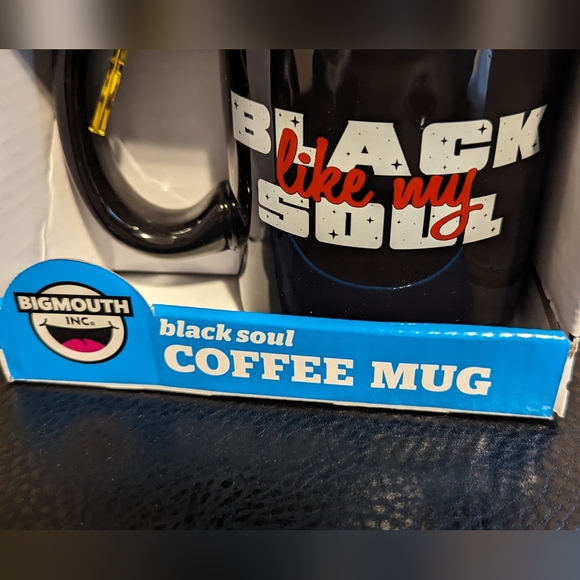 BLACK
like my
SOUL
BIGMOUTH
INC®
black soul
COFFEE MUG